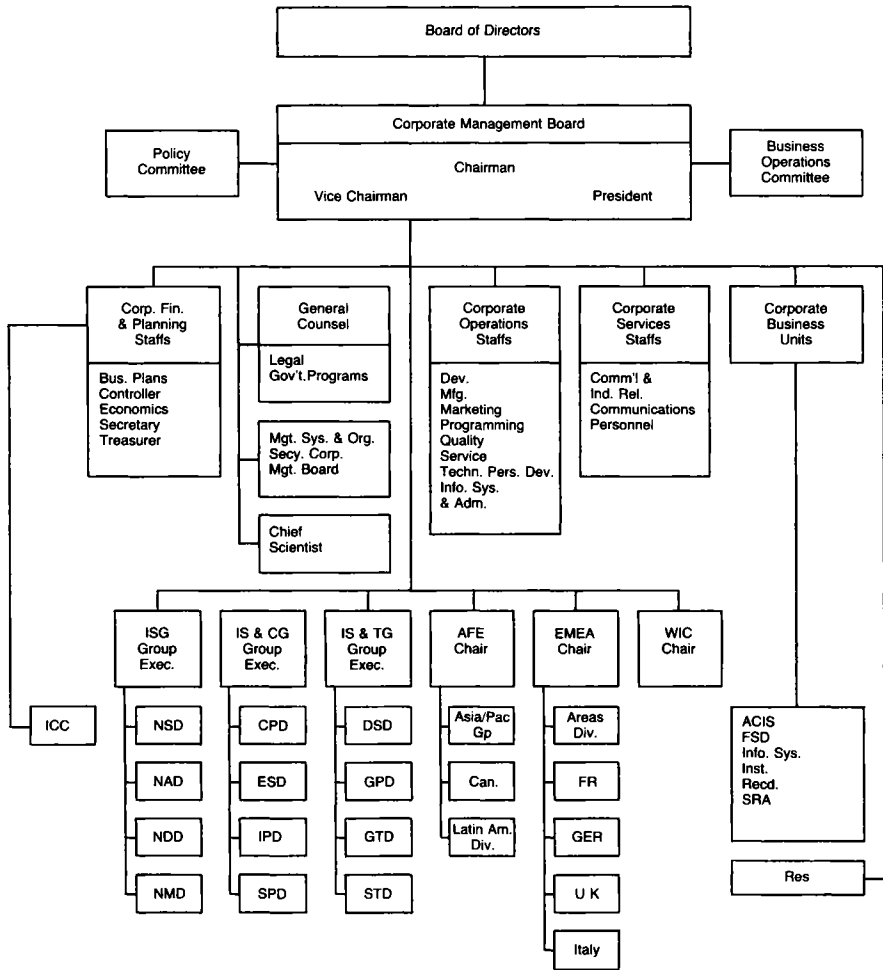 Board of Directors
Corporate Management Board
Policy
Committee
Chairman
Vice Chairman
President
Business
Operations
Committee
Corp. Fin.
& Planning
Staffs
Bus. Plans
Controller
Economics
Secretary
Treasurer
General
Counsel
Legal
Gov't.Programs
Mgt. Sys. & Org.
Secy. Corp.
Mgt. Board
Chief
Scientist
Corporate
Operations
Staffs
Dev.
Mfg.
Marketing
Programming
Quality
Service
Techn. Pers. Dev.
Info. Sys.
& Adm.
Corporate
Services
Staffs
Comm'l &
Ind. Rel.
Communications
Personnel
Corporate
Business
Units
ISG
Group
Exec.
IS & CG
Group
Exec.
IS & TG
Group
Exec.
AFE
Chair
EMEA
Chair
WIC
Chair
ICC
NSD
NAD
NDD
NMD
CPD
ESD
IPD
SPD
DSD
GPD
GTD
STD
Asia/Pac
Gp
Can.
Latin Am.
Div.
Areas
Div.
FR
GER
U K
Italy
ACIS
FSD
Info. Sys.
Inst.
Recd.
SRA
Res